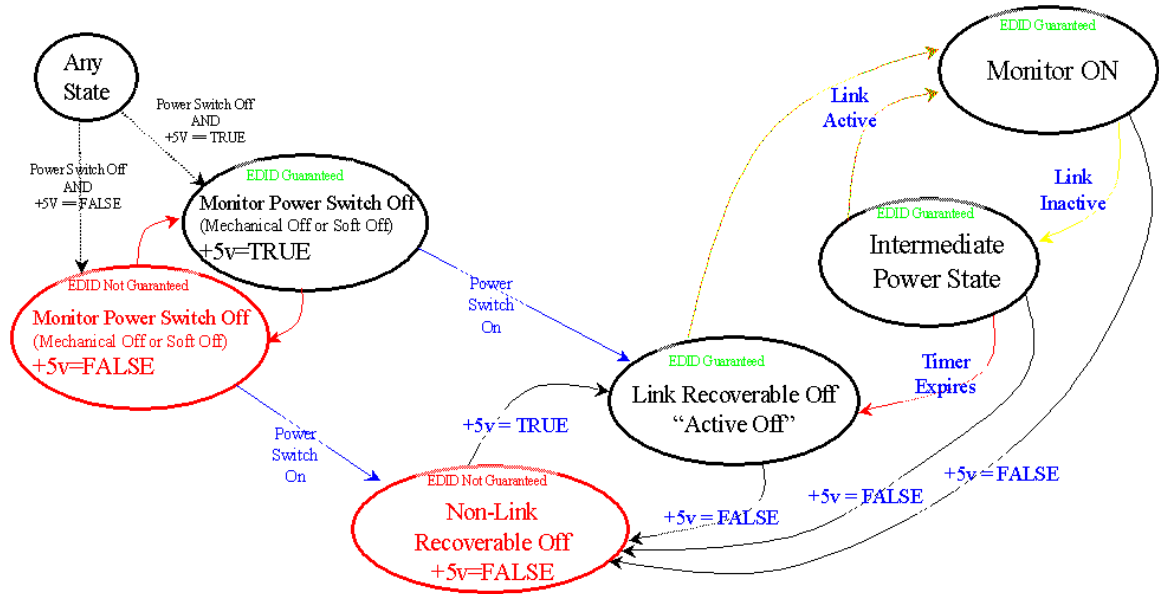 EDID Guaranteed
Monitor ON
Any
State
Link
Active
Power Switch Off
AND
+5V == TRUE
Power Switch Off
AND
+5V == FALSE
EDID Guaranteed
Monitor Power Switch Off
(Mechanical Off or Soft Off)
+5v=TRUE
Link
Inactive
EDID Guaranteed
Intermediate
Power State
EDID Not Guaranteed
Monitor Power Switch Off
(Mechanical Off or Soft Off)
+5v=FALSE
Power
Switch
On
EDID Guaranteed
Link Recoverable Off
“Active Off”
Timer
Expires
Power
Switch
On
+5v = TRUE
EDID Not Guaranteed
Non-Link
Recoverable Off
+5v=FALSE
+5v = FALSE
+5v = FALSE
+5v = FALSE